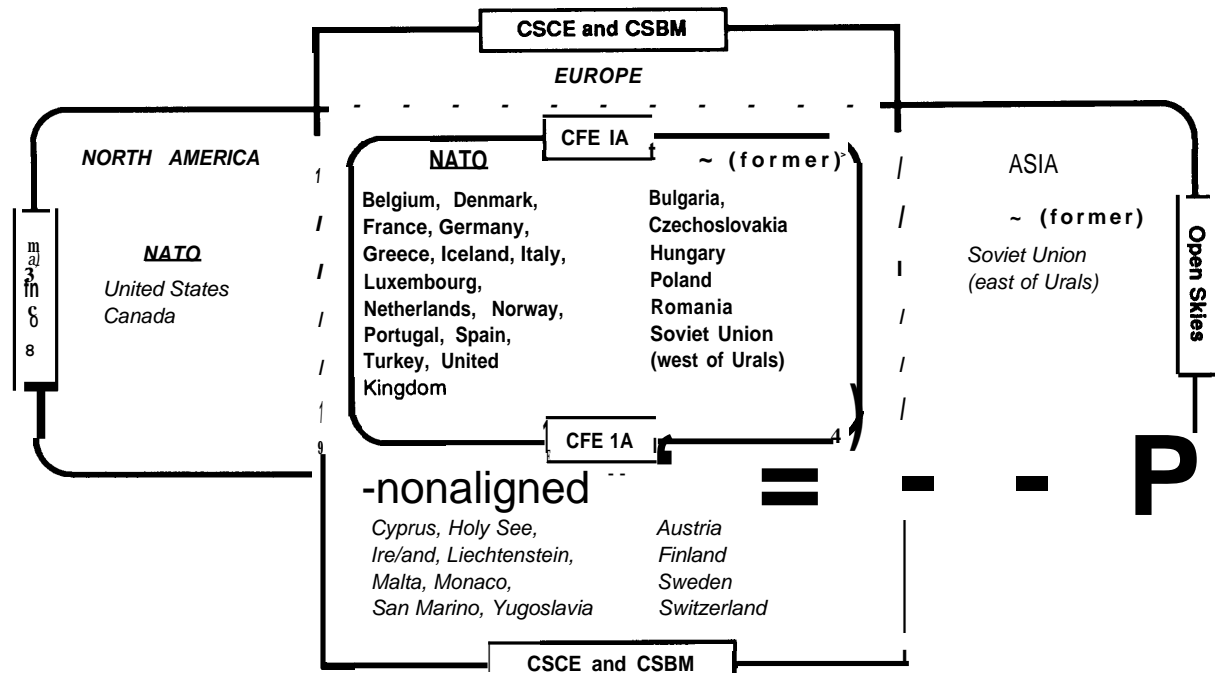 CSCE and CSBM
EUROPE
CFE IA
NORTH AMERICA
NATO
United States
Canada
NATO
Belgium, Denmark,
France, Germany,
Greece, Iceland, Italy,
Luxembourg,
Netherlands, Norway,
Portugal, Spain,
Turkey, United
Kingdom
~ (former)
Bulgaria,
Czechoslovakia
Hungary
Poland
Romania
Soviet Union
(west of Urals)
ASIA
~ (former)
Soviet Union
(east of Urals)
Open Skies
CFE 1A
-nonaligned
= - - P
Cyprus, Holy See,
Ire/and, Liechtenstein,
Malta, Monaco,
San Marino, Yugoslavia
Austria
Finland
Sweden
Switzerland
CSCE and CSBM